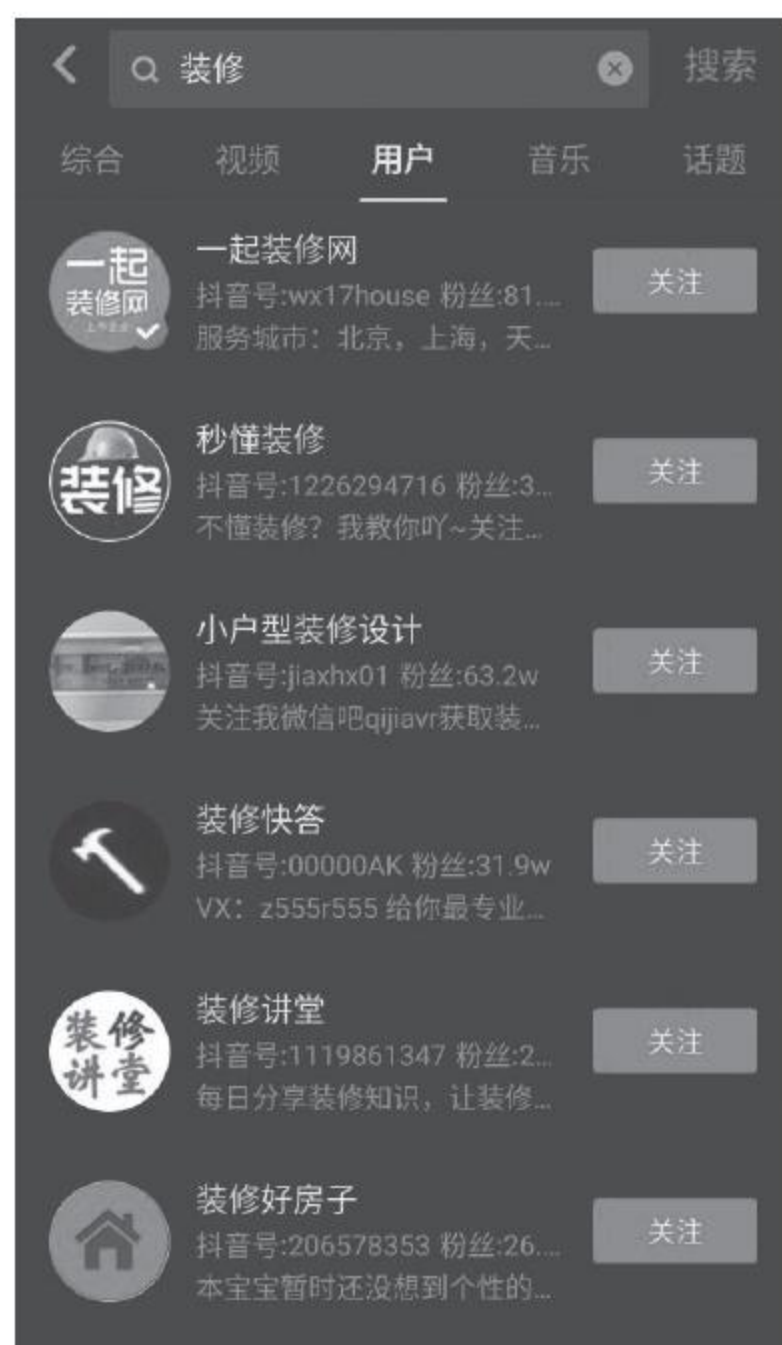 装修
搜索
综合 视频 用户 音乐 话题
一起
装修网
一起装修网
抖音号:wx17house 粉丝:81....
服务城市：北京，上海，天...
关注
装修
秒懂装修
抖音号:1226294716 粉丝:3...
不懂装修？我教你吖~关注...
关注
小户型装修设计
抖音号:jiaxhx01 粉丝:63.2w
关注我微信吧qijiavr获取装...
关注
装修快答
抖音号:00000AK 粉丝:31.9w
VX：z555r555 给你最专业...
关注
装修
讲堂
装修讲堂
抖音号:1119861347 粉丝:2...
每日分享装修知识，让装修...
关注
装修好房子
抖音号:206578353 粉丝:26....
本宝宝暂时还没想到个性的...
关注